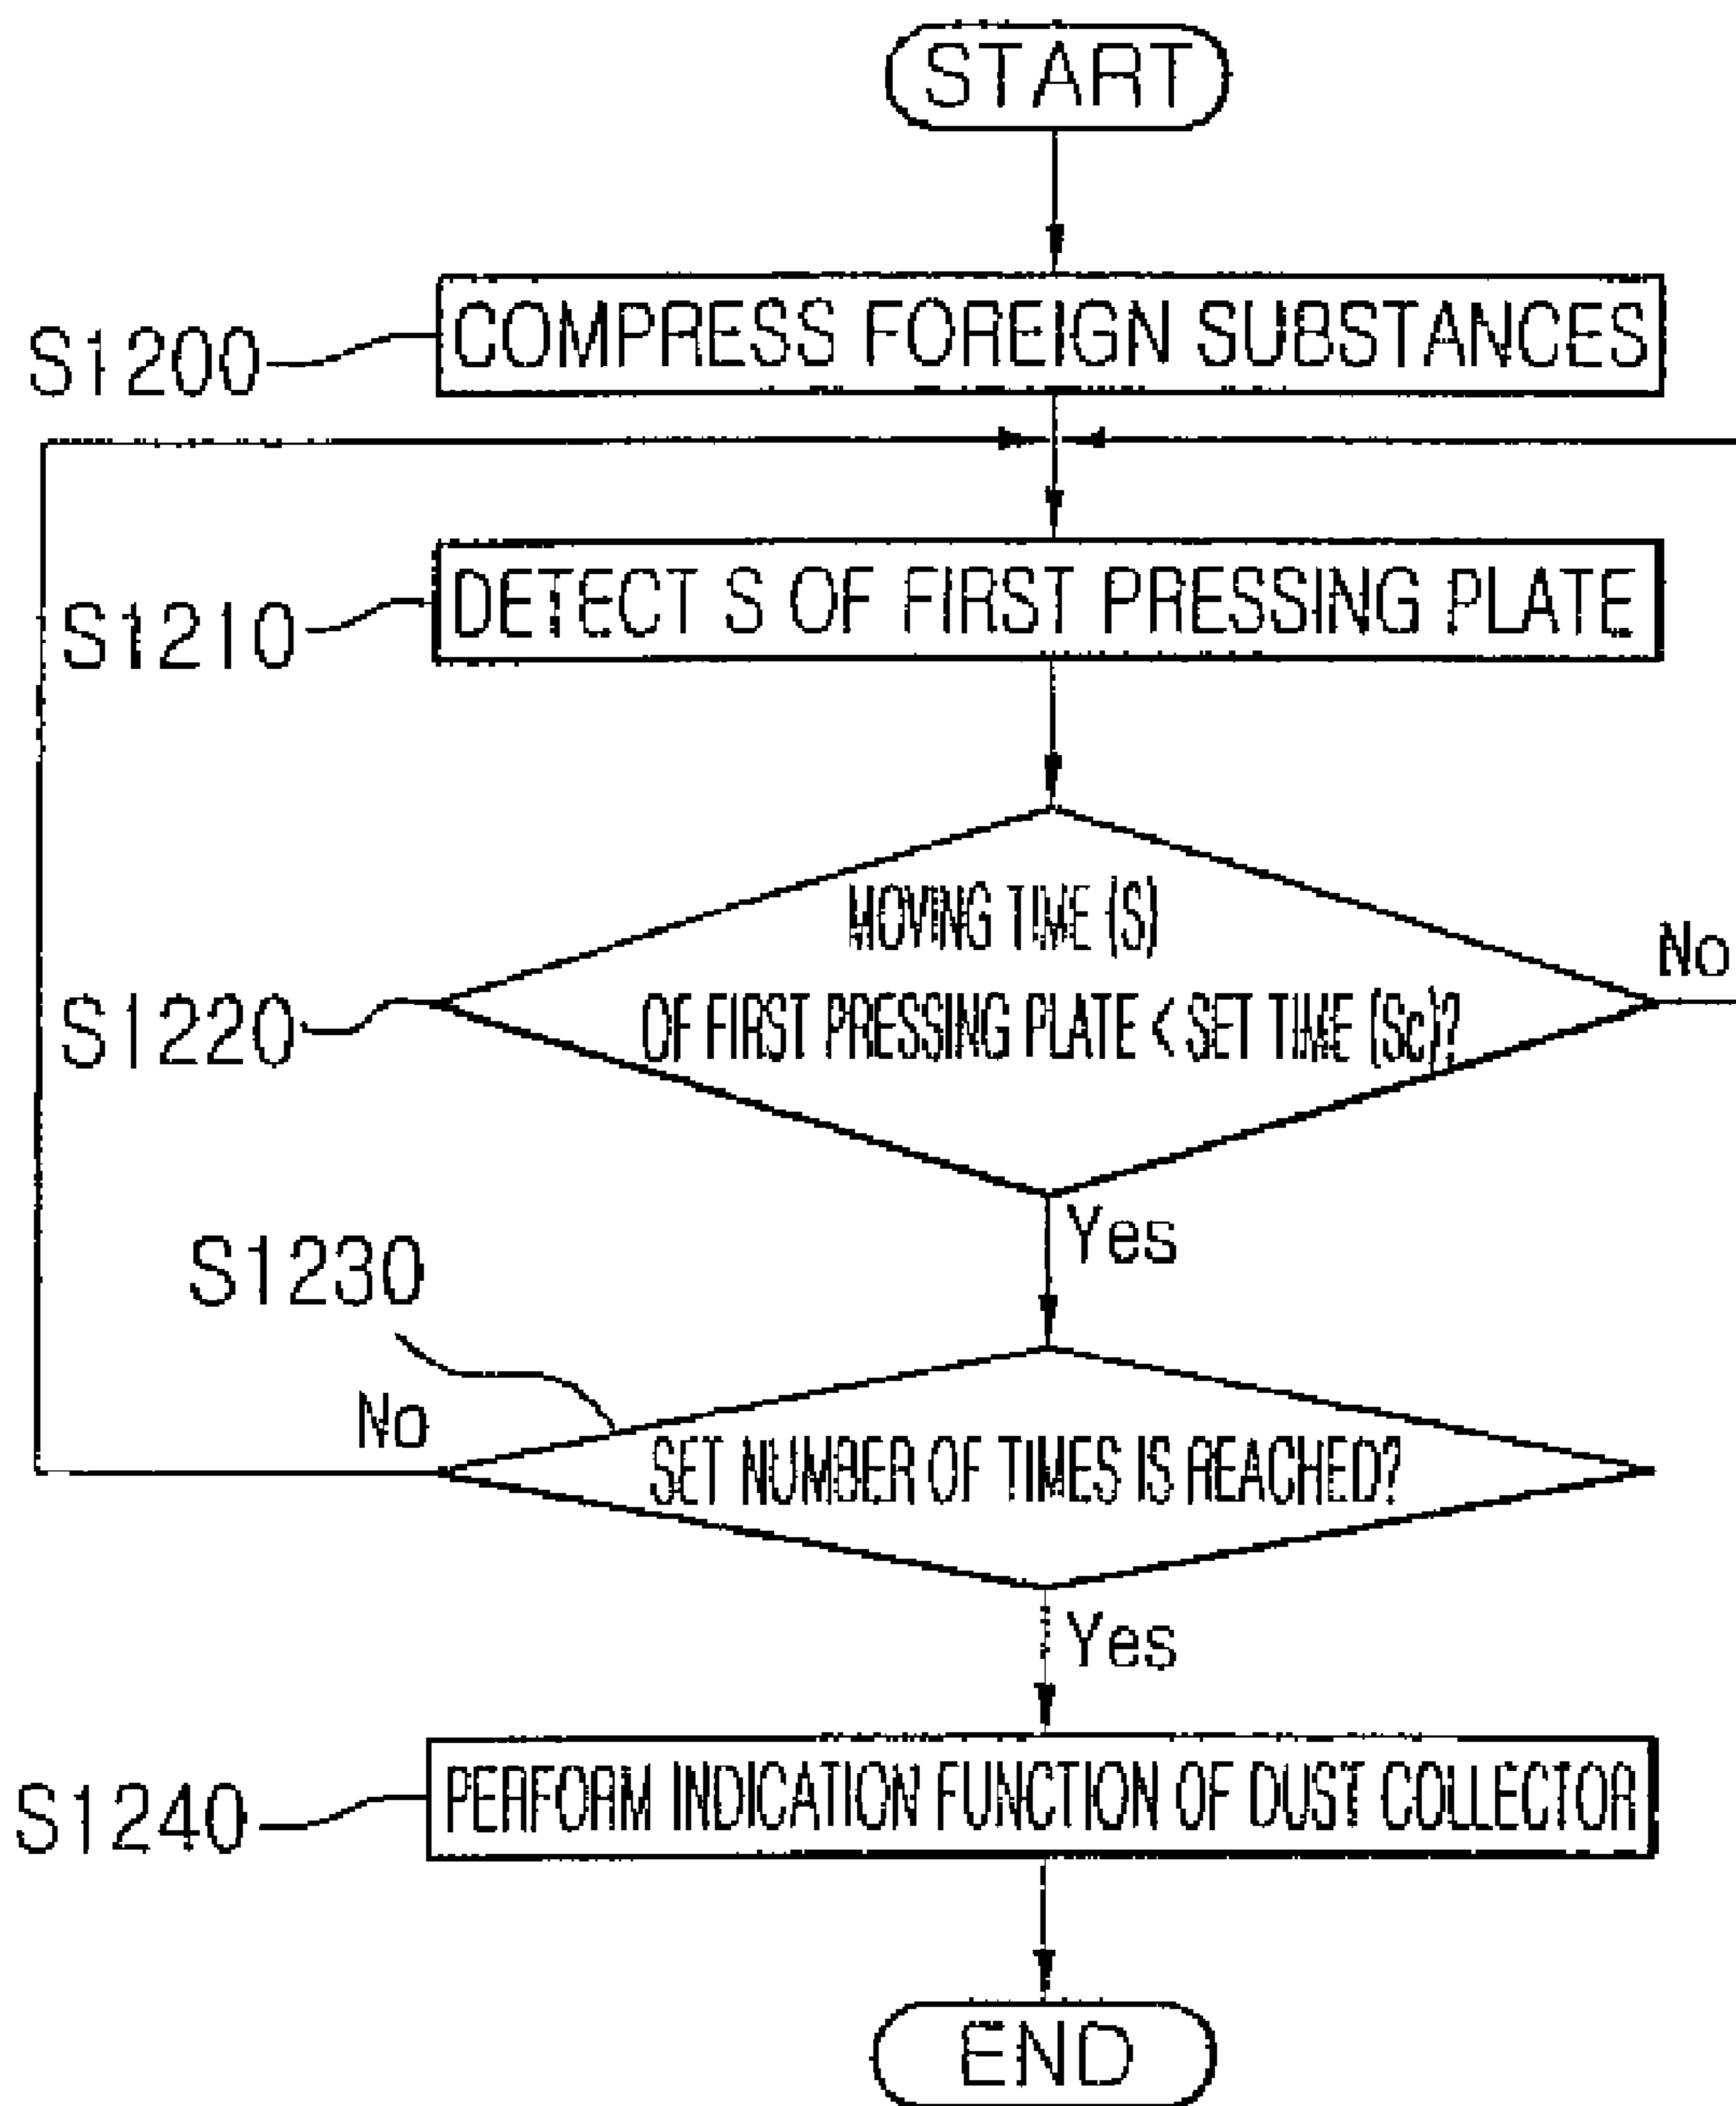 START
S1200
COMPRESS FOREIGN SUBSTANCES
S1210
DETECT S OF FIRST PRESSING PLATE
MOVING TIME (S)
No
S1220
OF FIRST PRESSING PLATE < SET TIME (Sc)?
Yes
S1230
No
SET NUMBER OF TIMES IS REACHED?
Yes
S1240
PERFORM INDICATION FUNCTION OF DUST COLLECTOR
END